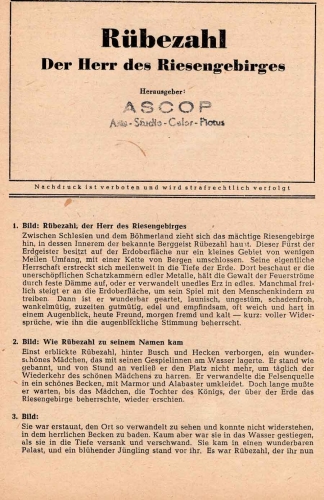 Rübezahl
Der Herr des Riesengebirges
Herausgeber:
ASCOP
Ars-Studio-Color-Pictus
Nachdruck ist verboten und wird strafrechtlich verfolgt
1. Bild: Rübezahl, der Herr des Riesengebirges
Zwischen Schlesien und dem Böhmerland zieht sich das mächtige Riesengebirge
hin, in dessen Innerem der bekannte Berggeist Rübezahl haust. Dieser Fürst der
Erdgeister besitzt auf der Erdoberfläche nur ein kleines Gebiet von wenigen
Meilen Umfang, mit einer Kette von Bergen umschlossen. Seine eigentliche
Herrschaft erstreckt sich meilenweit in die Tiefe der Erde. Dort beschaut er die
unerschöpflichen Schatzkammern edler Metalle, hält die Gewalt der Feuerströme
durch feste Dämme auf, oder er verwandelt unedles Erz in edles. Manchmal frei-
lich steigt er an die Erdoberfläche, um sein Spiel mit den Menschenkindern zu
treiben. Dann ist er wunderbar geartet, launisch, ungestüm, schadenfroh,
wankelmütig, zuzeiten gutmütig, edel und empfindsam, oft weich und hart in
einem Augenblick, heute Freund, morgen fremd und kalt — kurz: voller Wider-
sprüche, wie ihn die augenblickliche Stimmung beherrscht.
2. Bild: Wie Rübezahl zu seinem Namen kam
Einst erblickte Rübezahl, hinter Busch und Hecken verborgen, ein wunder-
schönes Mädchen, das mit seinen Gespielinnen am Wasser lagerte. Er stand wie
gebannt, und von Stund an verließ er den Platz nicht mehr, um täglich der
Wiederkehr des schönen Mädchens zu harren. Er verwandelte die Felsenquelle
in ein schönes Becken, mit Marmor und Alabaster umkleidet. Doch lange mußte
er warten, bis das Mädchen, die Tochter des Königs, der über der Erde das
Riesengebirge beherrschte, wieder erschien.
3. Bild:
Sie war erstaunt, den Ort so verwandelt zu sehen und konnte nicht widerstehen,
in dem herrlichen Becken zu baden. Kaum aber war sie in das Wasser gestiegen,
als sie in die Tiefe versank und verschwand. Sie kam in einen wunderbaren
Palast, und ein blühender Jüngling stand vor ihr. Es war Rübezahl, der ihr nun